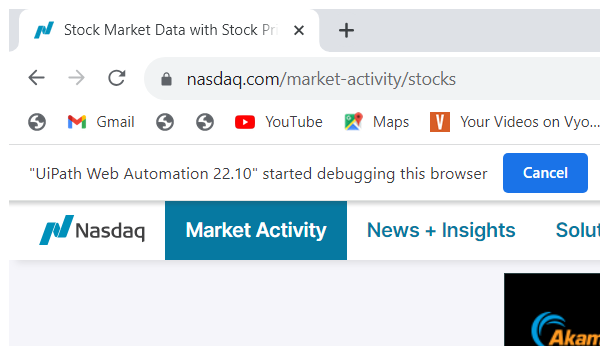 Stock Market Data with Stock Pri
nasdaq.com/market-activity/stocks
Gmail YouTube Maps V Your Videos on Vyo...
"UiPath Web Automation 22.10" started debugging this browser Cancel
Nasdaq Market Activity News + Insights Solut
Akam